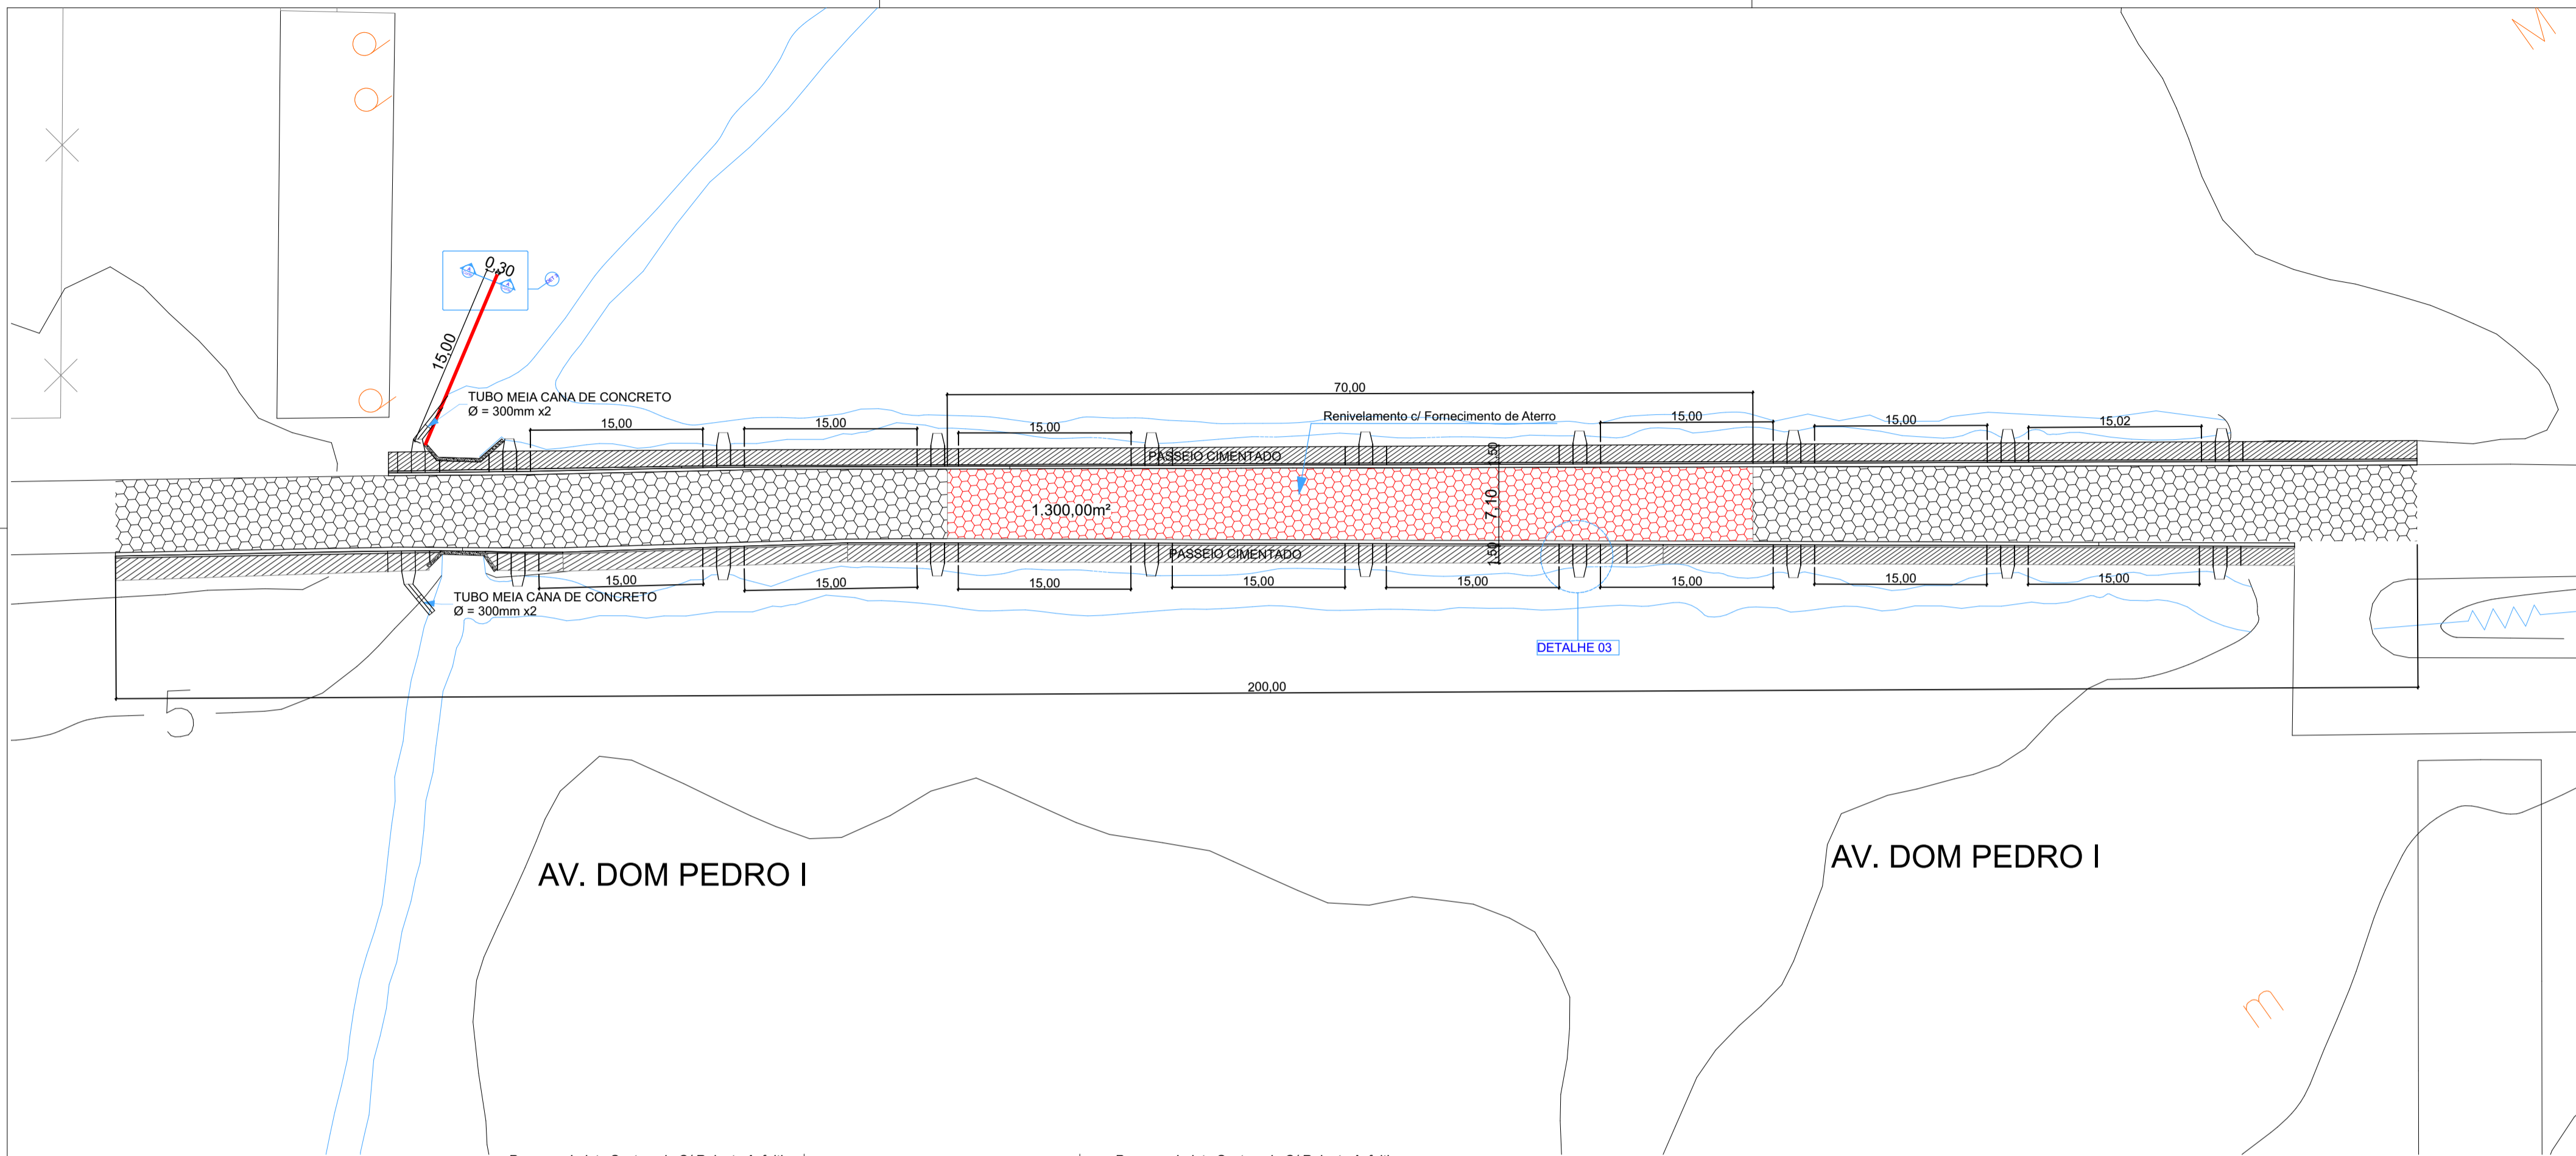 d
d
M
0,30
15,00
d
TUBO MEIA CANA DE CONCRETO
Ø = 300mm x2
70,00
Renivelamento c/ Fornecimento de Aterro
15,00
15,00
15,00
15,00
15,00
15,02
PASSEIO CIMENTADO
1,50
1.300,00m²
7,10
PASSEIO CIMENTADO
1,50
15,00
15,00
15,00
15,00
15,00
15,00
15,00
15,00
TUBO MEIA CANA DE CONCRETO
Ø = 300mm x2
DETALHE 03
200,00
5
AV. DOM PEDRO I
AV. DOM PEDRO I
m